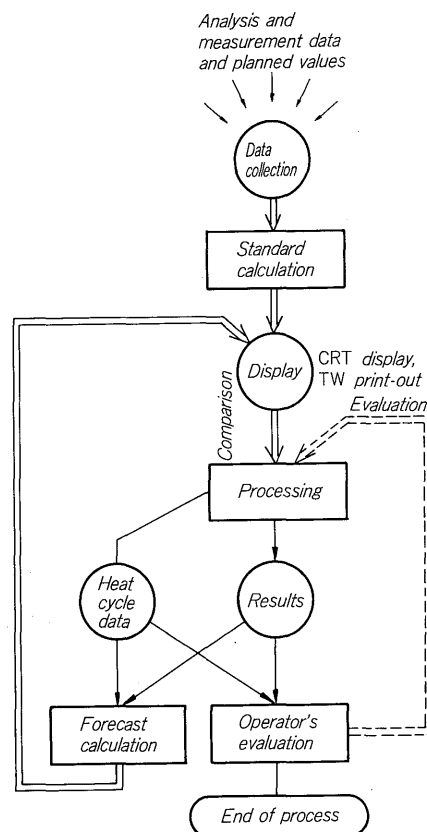 Analysis and
measurement data
and planned values
Data
collection
Standard
calculation
Display
CRT display,
TW print-out
Evaluation
Comparison
Processing
Heat
cycle
data
Results
Forecast
calculation
Operator's
evaluation
End of process